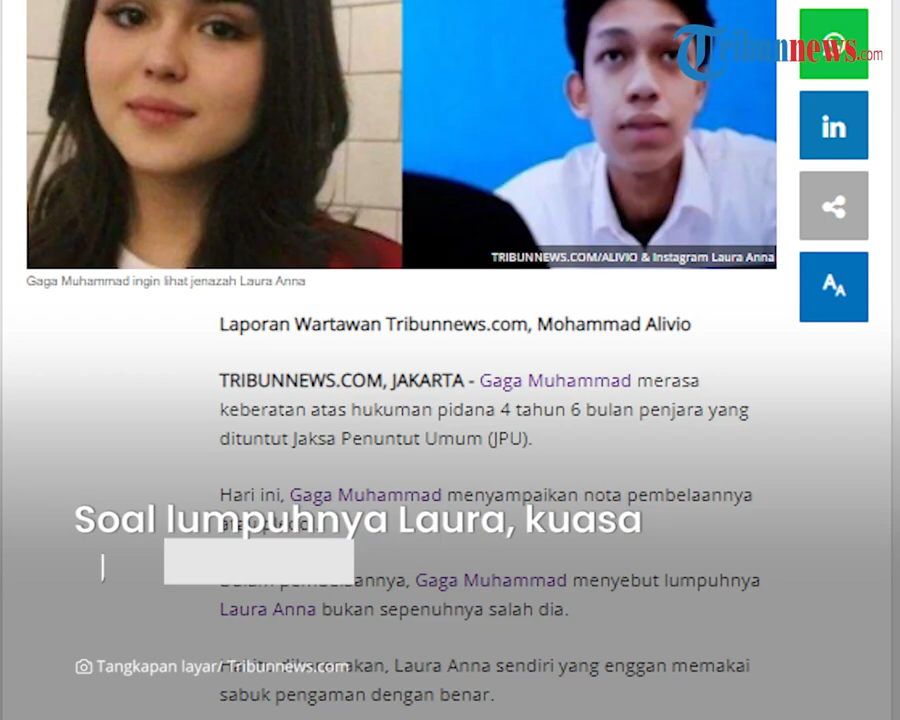 Tribunnews.com
TRIBUNNEWS.COM/ALIVIO & Instagram Laura Anna
Gaga Muhammad ingin lihat jenazah Laura Anna
Laporan Wartawan Tribunnews.com, Mohammad Alivio
TRIBUNNEWS.COM, JAKARTA - Gaga Muhammad merasa
keberatan atas hukuman pidana 4 tahun 6 bulan penjara yang
dituntut Jaksa Penuntut Umum (JPU).
Hari ini, Gaga Muhammad menyampaikan nota pembelaannya
Soal lumpuhnya Laura, kuasa
pembelaannya, Gaga Muhammad menyebut lumpuhnya
Laura Anna bukan sepenuhnya salah dia.
Tangkapan layar/ Tribunnews.com
Laura Anna sendiri yang enggan memakai
sabuk pengaman dengan benar.
in
AA